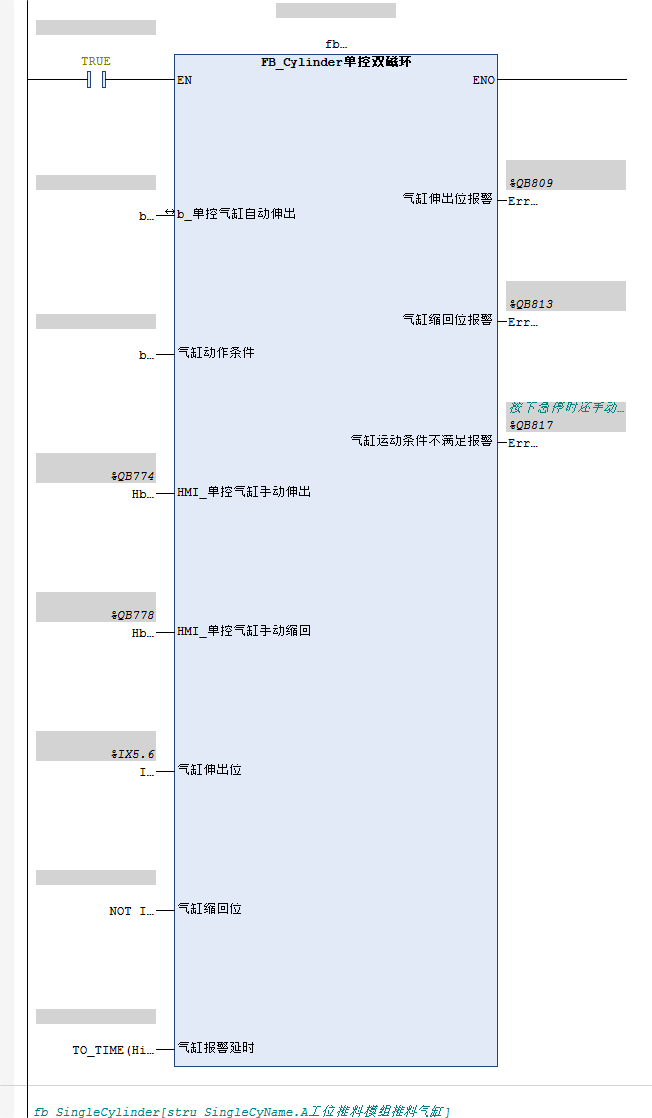 fb…
TRUE
FB_Cylinder单控双磁环
EN
ENO
%QB809
气缸伸出位报警
Err…
b…
b_单控气缸自动伸出
%QB813
气缸缩回位报警
Err…
b…
气缸动作条件
按下急停时还手动…
%QB817
气缸运动条件不满足报警
Err…
%QB774
Hb…
HMI_单控气缸手动伸出
%QB778
Hb…
HMI_单控气缸手动缩回
%IX5.6
I…
气缸伸出位
NOT I…
气缸缩回位
TO_TIME(Hi…
气缸报警延时
fb_SingleCylinder[stru_SingleCyName.A工位推料模组推料气缸]